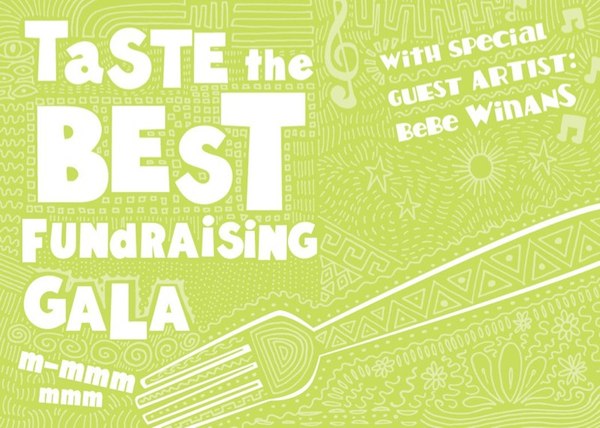 TaSTE the
BEST
FUNdRAiSiNG
GALA
m-mmm
mmm
WiTH SPECiAL
GUEST ARTiST:
BeBe WiNANS